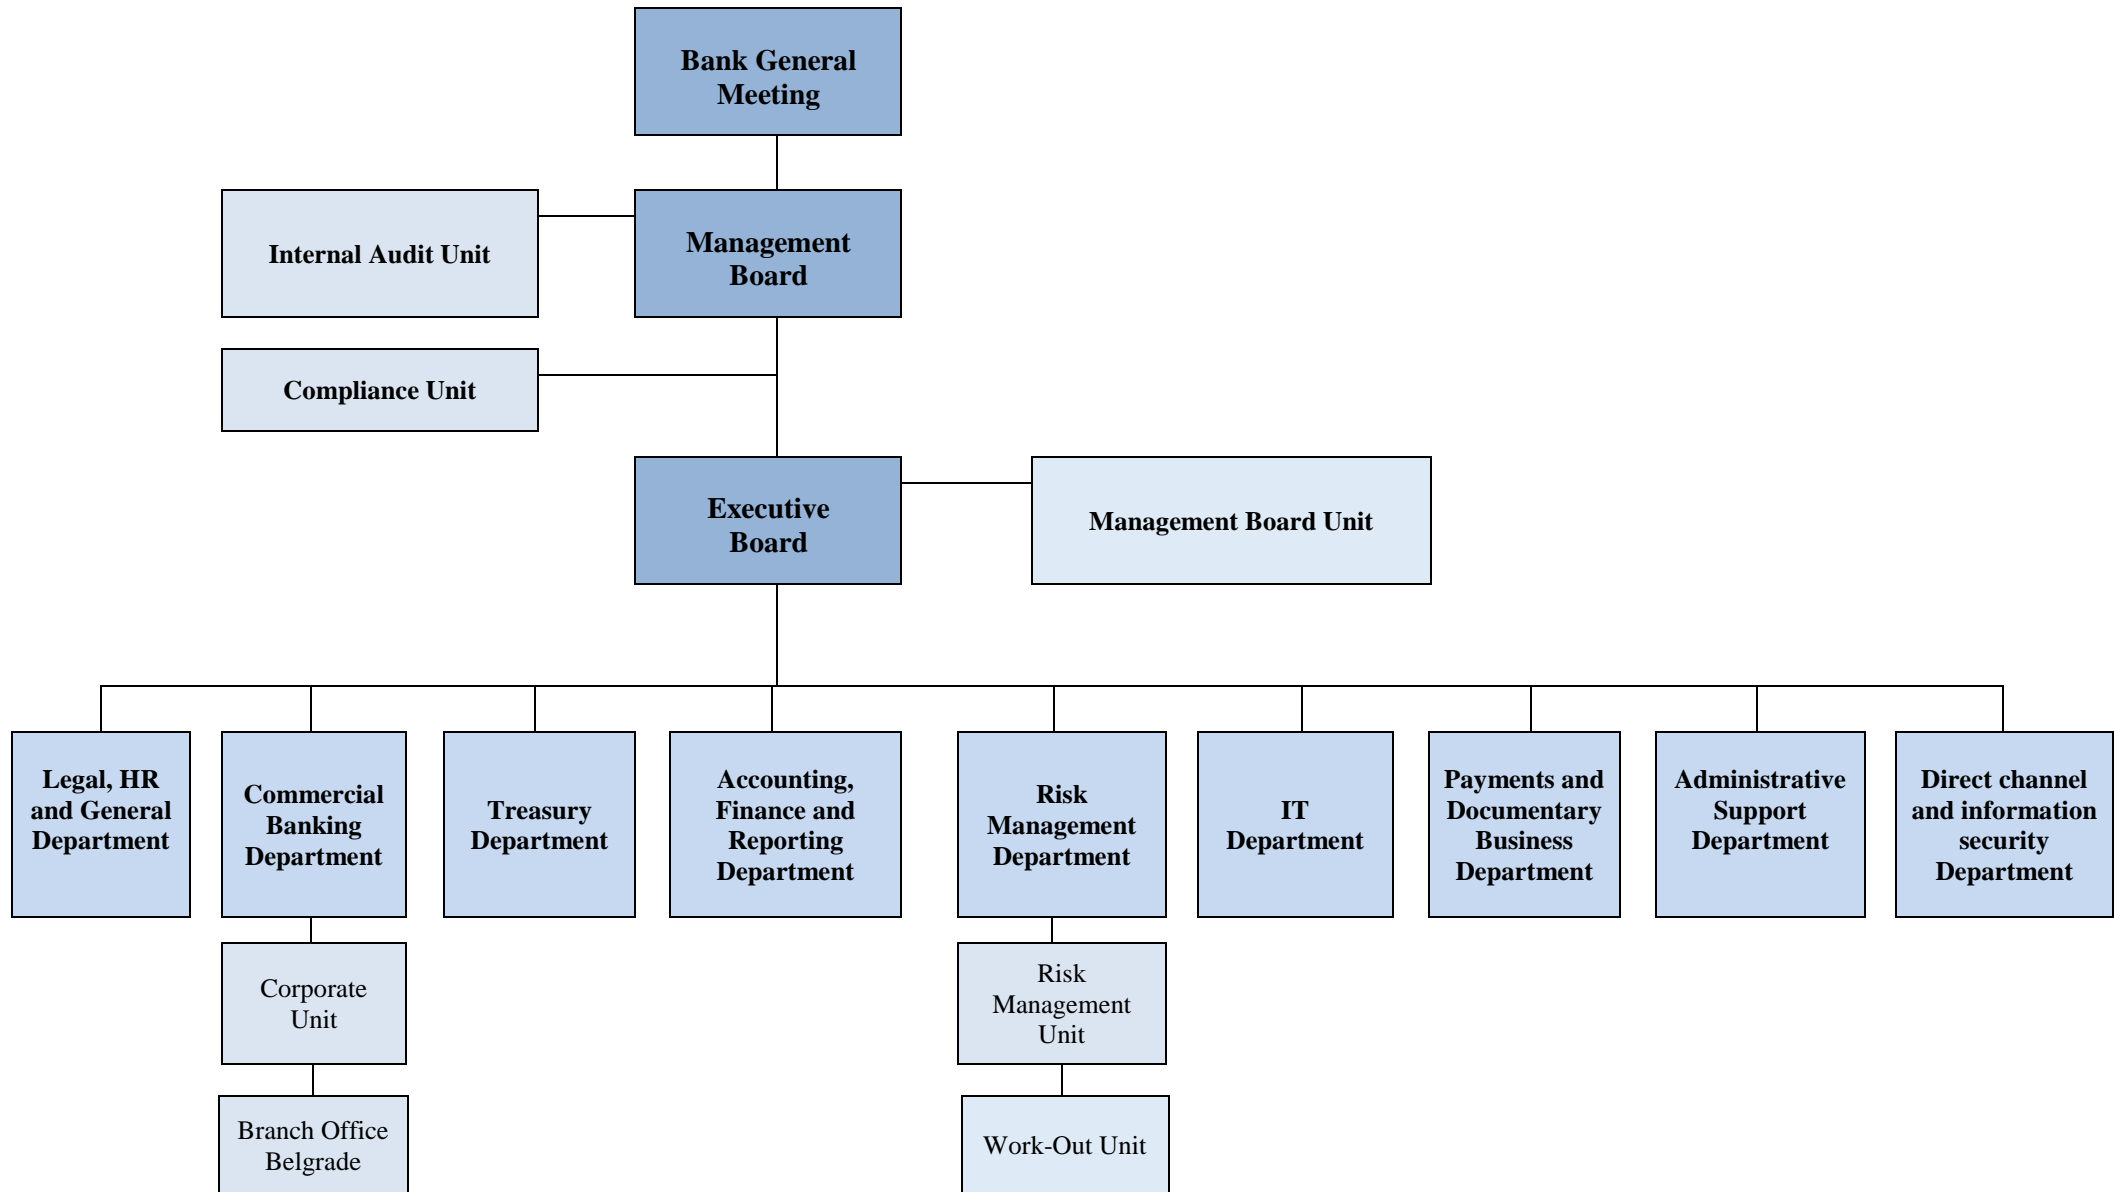 Bank General
Meeting
Internal Audit Unit
Management
Board
Compliance Unit
Executive
Board
Management Board Unit
Legal, HR
and General
Department
Commercial
Banking
Department
Treasury
Department
Accounting,
Finance and
Reporting
Department
Risk
Management
Department
IT
Department
Payments and
Documentary
Business
Department
Administrative
Support
Department
Direct channel
and information
security
Department
Corporate
Unit
Risk
Management
Unit
Branch Office
Belgrade
Work-Out Unit